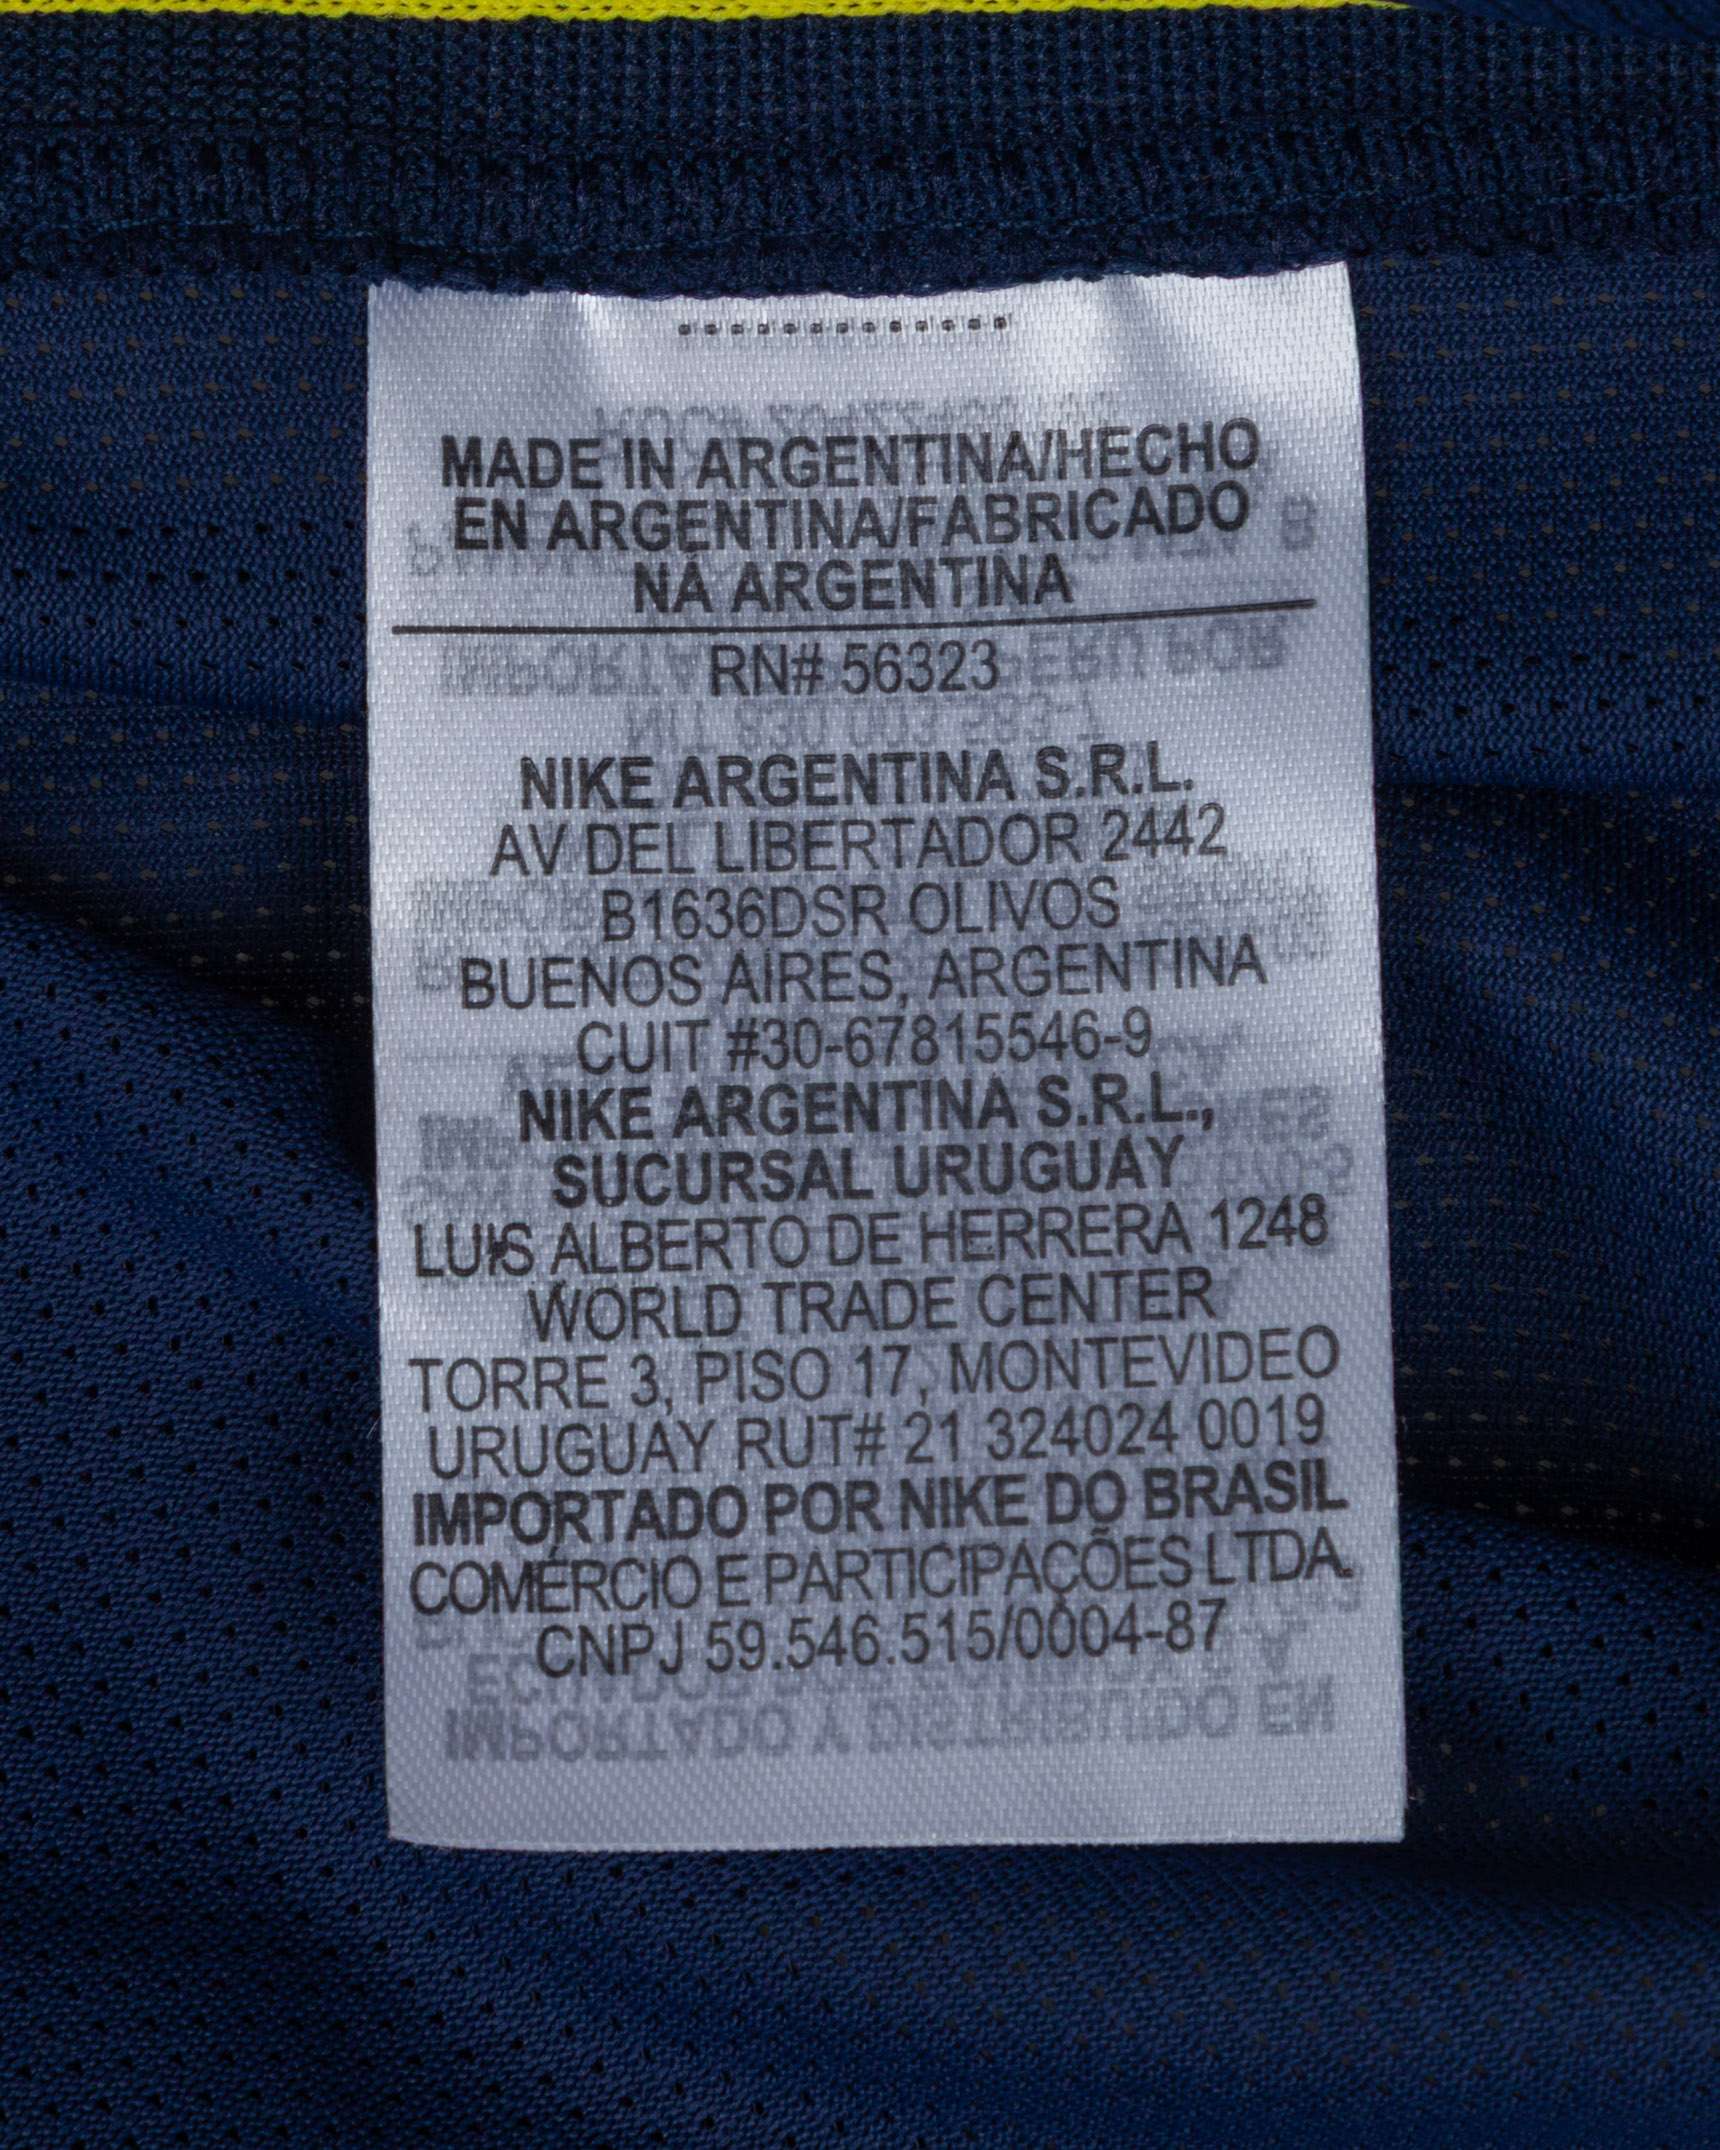 MADE IN ARGENTINA/HECHO
EN ARGENTINA/FABRICADO
NA ARGENTINA
RN# 56323
NIKE ARGENTINA S.R.L.
AV DEL LIBERTADOR 2442
B1636DSR OLIVOS
BUENOS AIRES, ARGENTINA
CUIT #30-67815546-9
NIKE ARGENTINA S.R.L.,
SUCURSAL URUGUAY
LUIS ALBERTO DE HERRERA 1248
WORLD TRADE CENTER
TORRE 3, PISO 17, MONTEVIDEO
URUGUAY RUT# 21 324024 0019
IMPORTADO POR NIKE DO BRASIL
COMÉRCIO E PARTICIPAÇÕES LTDA.
CNPJ 59.546.515/0004-87